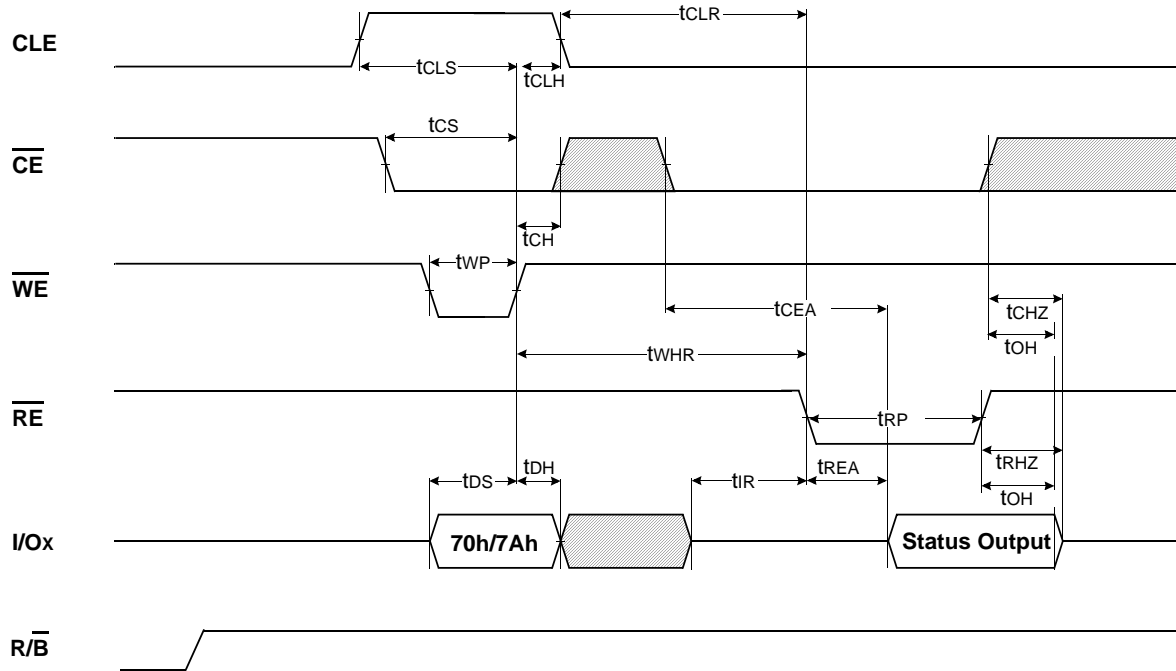 tCLR
CLE
tCLS
tCLH
tCS
CE
tCH
tWP
WE
tCEA
tCHZ
tOH
tWHR
RE
tRP
tRHZ
tDS
tDH
tIR
tREA
tOH
I/Ox
70h/7Ah
Status Output
R/B